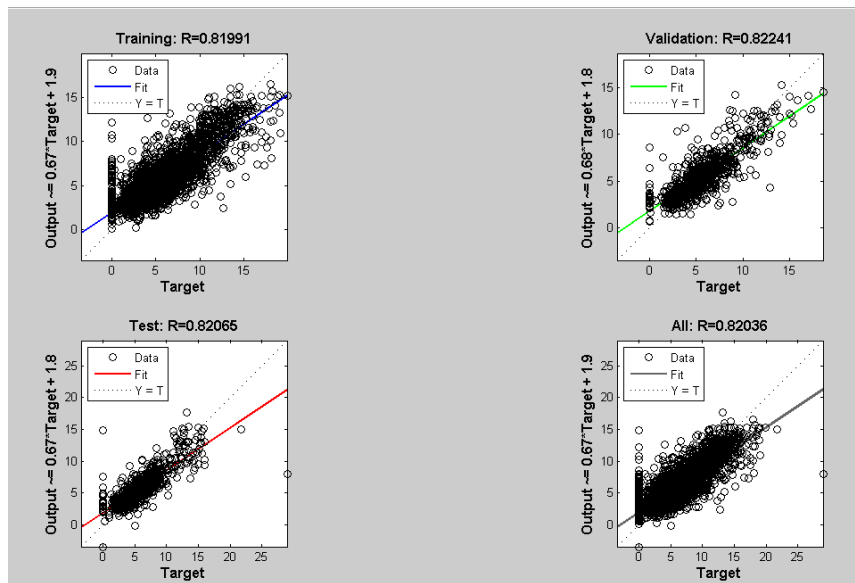 Training: R=0.81991
Output ~= 0.67*Target + 1.9
Data
Fit
Y = T
15
10
5
0
0
5
10
15
Target
Validation: R=0.82241
Output ~= 0.68*Target + 1.8
Data
Fit
Y = T
15
10
5
0
0
5
10
15
Target
Test: R=0.82065
Output ~= 0.67*Target + 1.8
Data
Fit
Y = T
25
20
15
10
5
0
0
5
10
15
20
25
Target
All: R=0.82036
Output ~= 0.67*Target + 1.9
Data
Fit
Y = T
25
20
15
10
5
0
0
5
10
15
20
25
Target